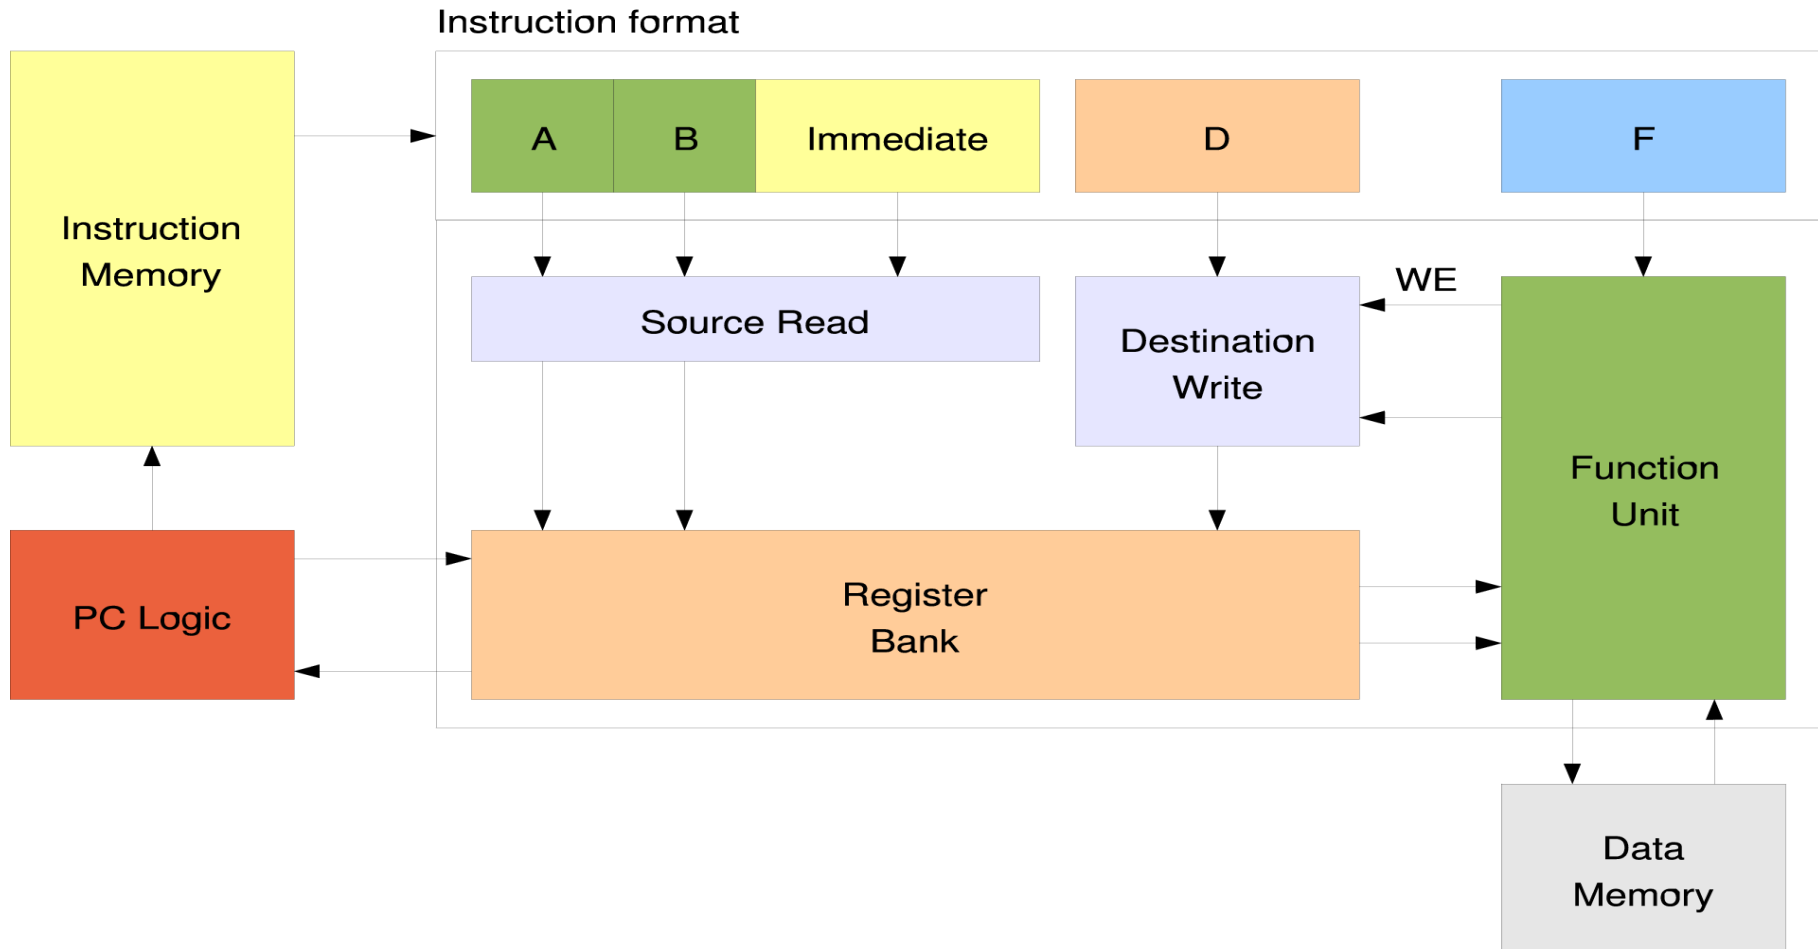 Instruction format
A
B
Immediate
D
F
Instruction
Memory
Source Read
WE
Destination
Write
Function
Unit
PC Logic
Register
Bank
Data
Memory